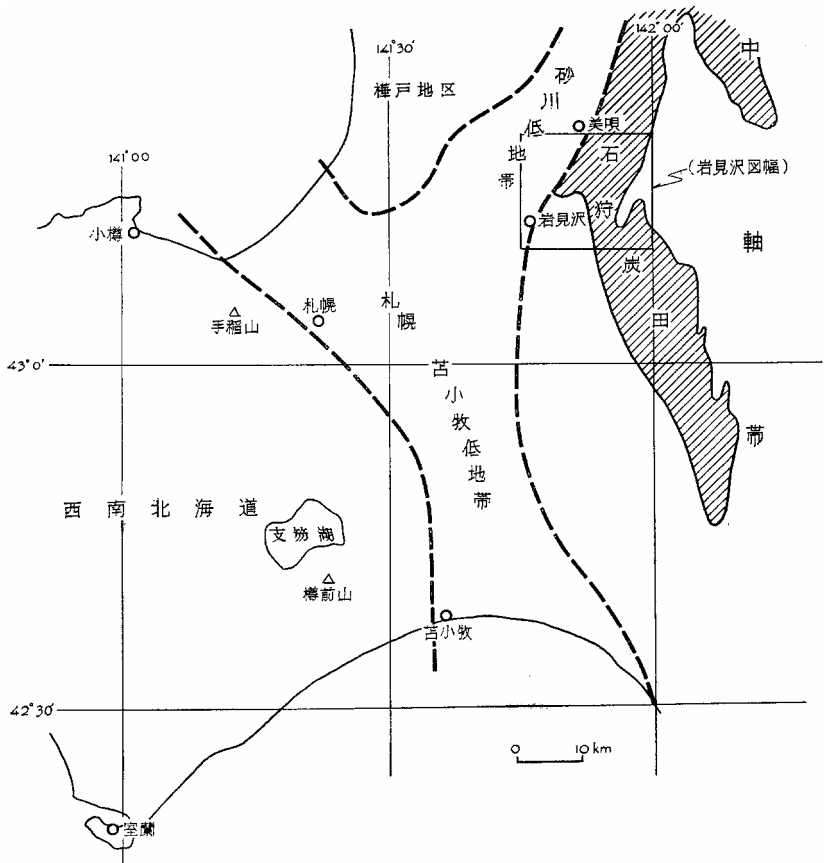 141°30′
142°00′
中軸帯
樺戸地区
砂川低地帯
美唄
141°00
石狩炭田
(岩見沢図幅)
岩見沢
小樽
手稲山
札幌
札幌
苫小牧低地帯
43°0′
西南北海道
支笏湖
樽前山
苫小牧
42°30′
0 10 km
室蘭